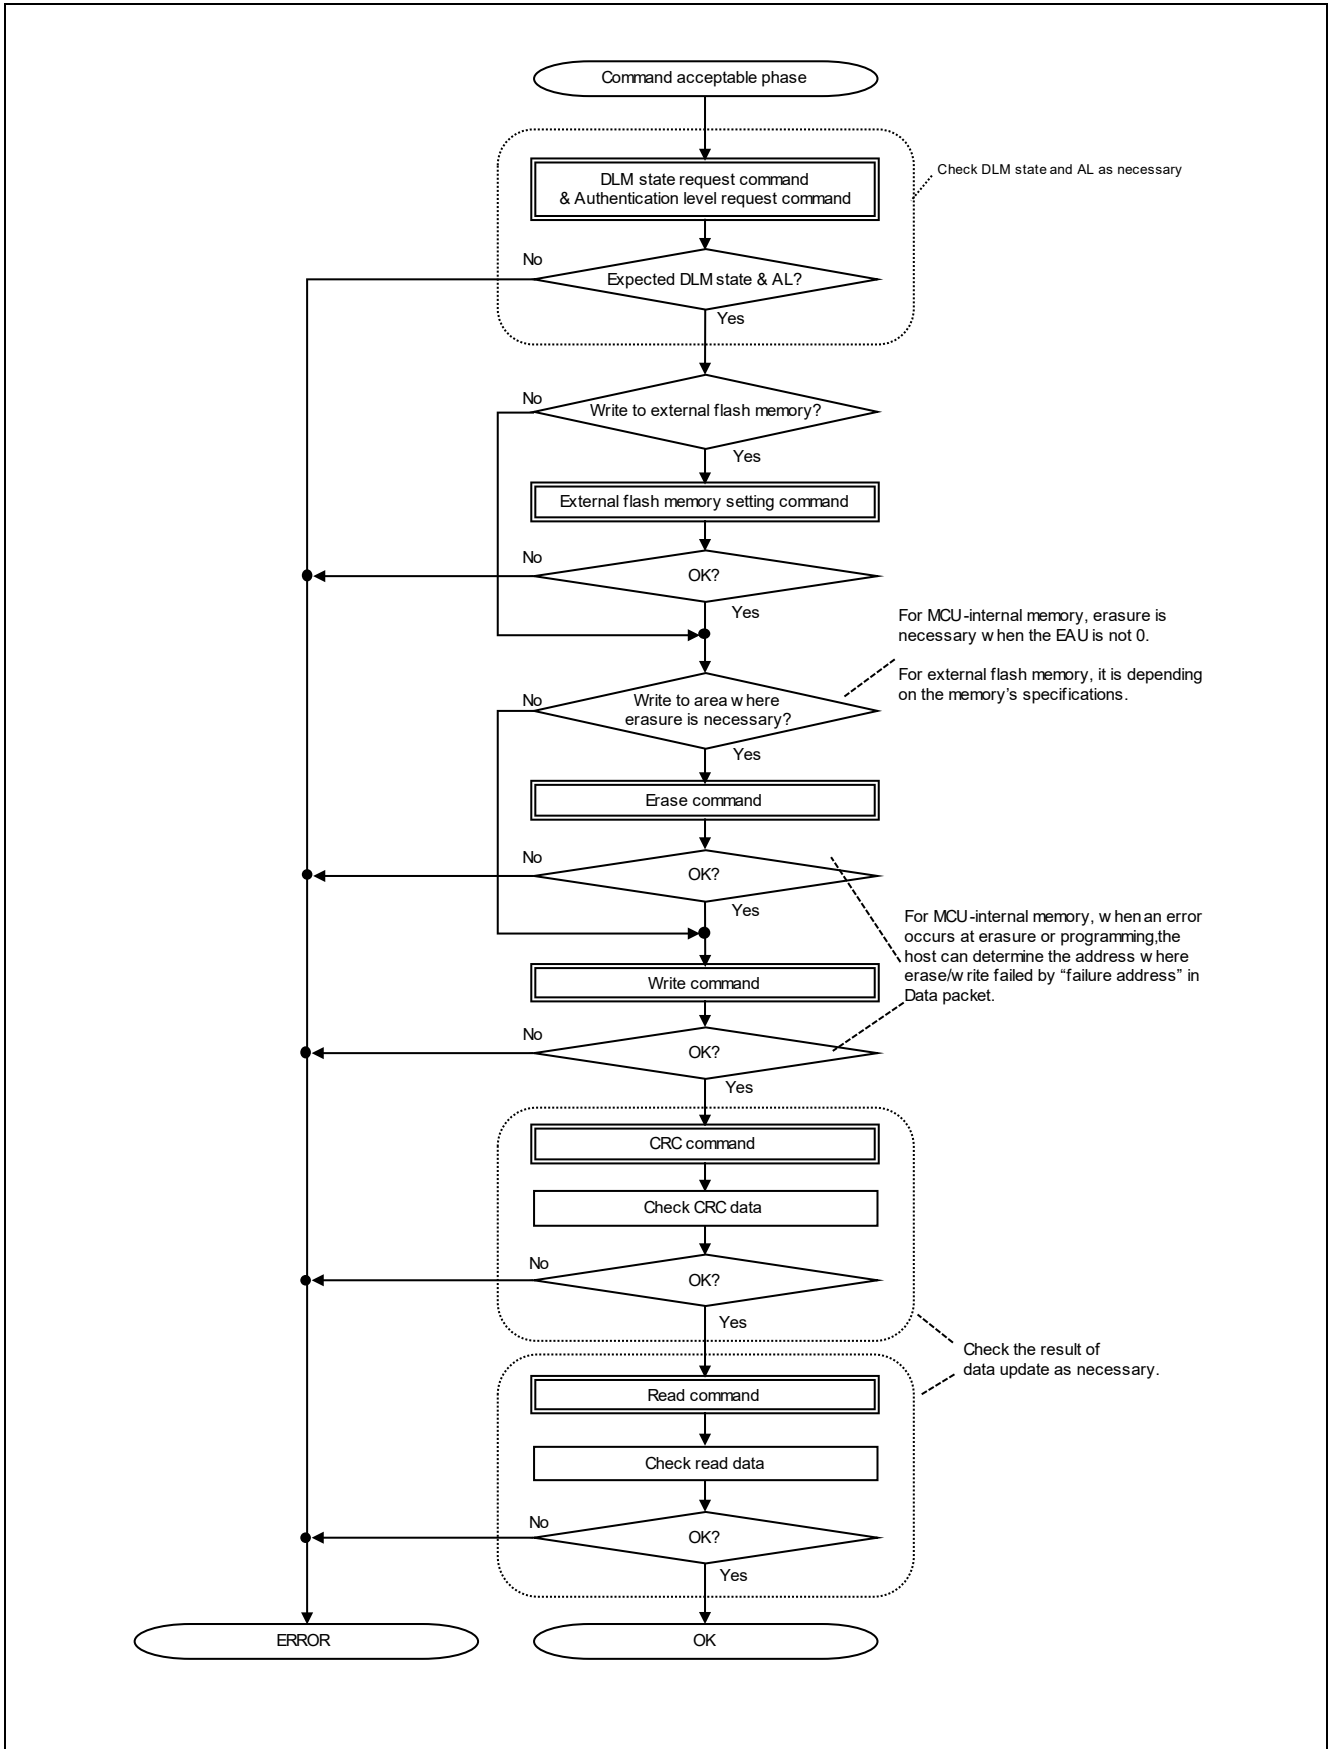 Command acceptable phase
DLM state request command
& Authentication level request command
Check DLM state and AL as necessary
No
Expected DLM state & AL?
Yes
No
Write to external flash memory?
Yes
External flash memory setting command
No
OK?
Yes
For MCU-internal memory, erasure is
necessary when the EAU is not 0.
For external flash memory, it is depending
on the memory’s specifications.
No
Write to area where
erasure is necessary?
Yes
Erase command
No
OK?
Yes
For MCU-internal memory, when an error
occurs at erasure or programming,the
host can determine the address where
erase/write failed by “failure address” in
Data packet.
Write command
No
OK?
Yes
CRC command
Check CRC data
No
OK?
Yes
Check the result of
data update as necessary.
Read command
Check read data
No
OK?
Yes
ERROR
OK